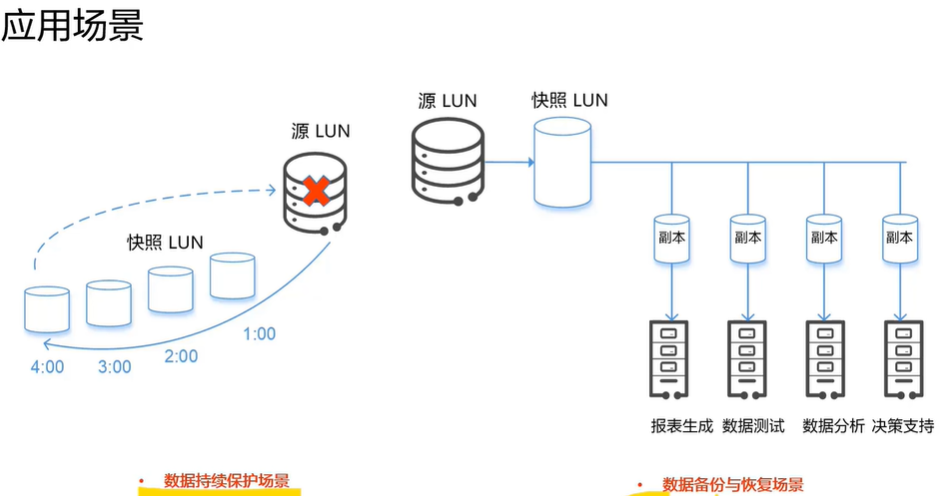 应用场景
源 LUN
快照 LUN
1:00
2:00
3:00
4:00
• 数据持续保护场景
源 LUN
快照 LUN
副本
副本
副本
副本
报表生成
数据测试
数据分析
决策支持
• 数据备份与恢复场景